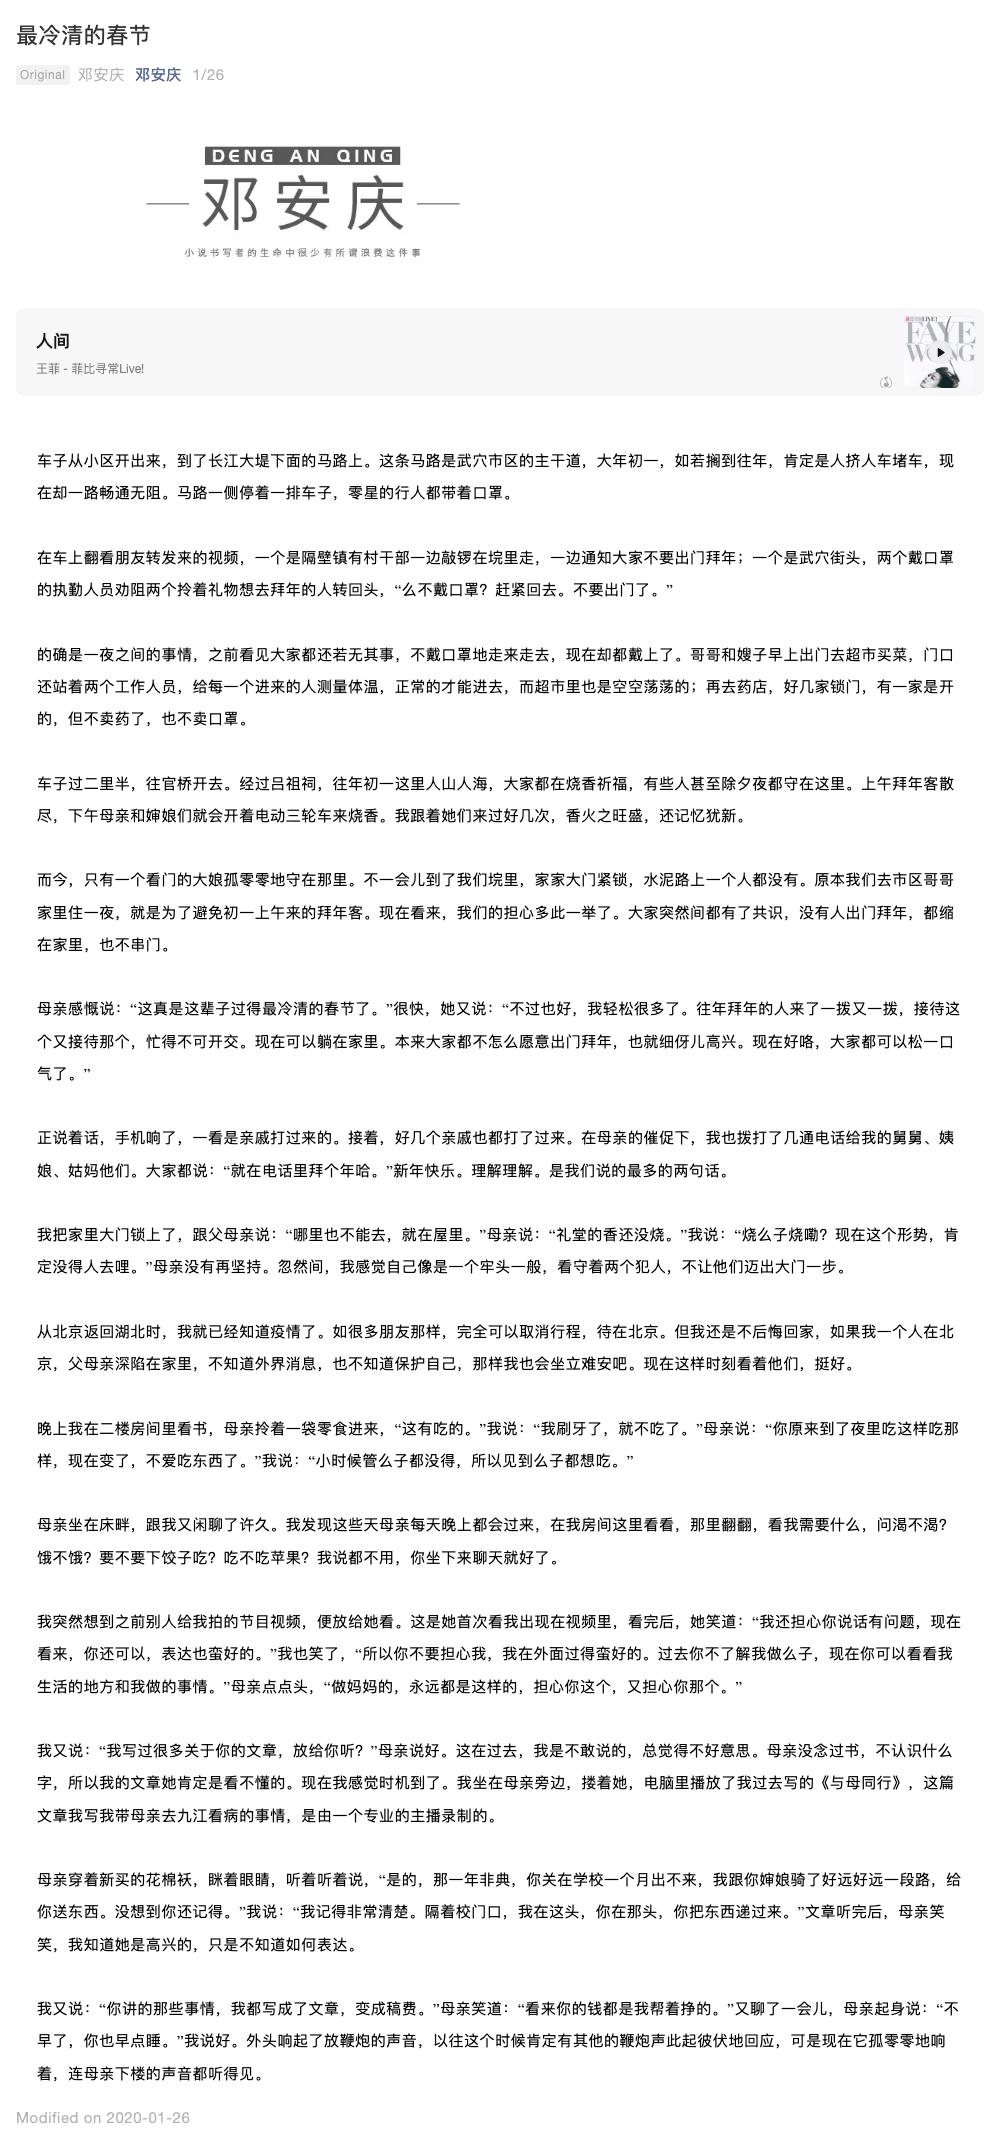 最冷清的春节
Original 邓安庆 邓安庆 1/26
DENG AN QING
邓安庆
小说书写者的生命中很少有所谓浪费这件事
人间
王菲 - 菲比寻常Live!
LIVE!
FAYE
WONG
车子从小区开出来，到了长江大堤下面的马路上。这条马路是武穴市区的主干道，大年初一，如若搁到往年，肯定是人挤人车堵车，现
在却一路畅通无阻。马路一侧停着一排车子，零星的行人都带着口罩。
在车上翻看朋友转发来的视频，一个是隔壁镇有村干部一边敲锣在垸里走，一边通知大家不要出门拜年；一个是武穴街头，两个戴口罩
的执勤人员劝阻两个拎着礼物想去拜年的人转回头，“么不戴口罩？赶紧回去。不要出门了。”
的确是一夜之间的事情，之前看见大家都还若无其事，不戴口罩地走来走去，现在却都戴上了。哥哥和嫂子早上出门去超市买菜，门口
还站着两个工作人员，给每一个进来的人测量体温，正常的才能进去，而超市里也是空空荡荡的；再去药店，好几家锁门，有一家是开
的，但不卖药了，也不卖口罩。
车子过二里半，往官桥开去。经过吕祖祠，往年初一这里人山人海，大家都在烧香祈福，有些人甚至除夕夜都守在这里。上午拜年客散
尽，下午母亲和婶娘们就会开着电动三轮车来烧香。我跟着她们来过好几次，香火之旺盛，还记忆犹新。
而今，只有一个看门的大娘孤零零地守在那里。不一会儿到了我们垸里，家家大门紧锁，水泥路上一个人都没有。原本我们去市区哥哥
家里住一夜，就是为了避免初一上午来的拜年客。现在看来，我们的担心多此一举了。大家突然间都有了共识，没有人出门拜年，都缩
在家里，也不串门。
母亲感慨说：“这真是这辈子过得最冷清的春节了。”很快，她又说：“不过也好，我轻松很多了。往年拜年的人来了一拨又一拨，接待这
个又接待那个，忙得不可开交。现在可以躺在家里。本来大家都不怎么愿意出门拜年，也就细伢儿高兴。现在好咯，大家都可以松一口
气了。”
正说着话，手机响了，一看是亲戚打过来的。接着，好几个亲戚也都打了过来。在母亲的催促下，我也拨打了几通电话给我的舅舅、姨
娘、姑妈他们。大家都说：“就在电话里拜个年哈。”新年快乐。理解理解。是我们说的最多的两句话。
我把家里大门锁上了，跟父母亲说：“哪里也不能去，就在屋里。”母亲说：“礼堂的香还没烧。”我说：“烧么子烧嘞？现在这个形势，肯
定没得人去哩。”母亲没有再坚持。忽然间，我感觉自己像是一个牢头一般，看守着两个犯人，不让他们迈出大门一步。
从北京返回湖北时，我就已经知道疫情了。如很多朋友那样，完全可以取消行程，待在北京。但我还是不后悔回家，如果我一个人在北
京，父母亲深陷在家里，不知道外界消息，也不知道保护自己，那样我也会坐立难安吧。现在这样时刻看着他们，挺好。
晚上我在二楼房间里看书，母亲拎着一袋零食进来，“这有吃的。”我说：“我刷牙了，就不吃了。”母亲说：“你原来到了夜里吃这样吃那
样，现在变了，不爱吃东西了。”我说：“小时候管么子都没得，所以见到么子都想吃。”
母亲坐在床畔，跟我又闲聊了许久。我发现这些天母亲每天晚上都会过来，在我房间这里看看，那里翻翻，看我需要什么，问渴不渴？
饿不饿？要不要下饺子吃？吃不吃苹果？我说都不用，你坐下来聊天就好了。
我突然想到之前别人给我拍的节目视频，便放给她看。这是她首次看我出现在视频里，看完后，她笑道：“我还担心你说话有问题，现在
看来，你还可以，表达也蛮好的。”我也笑了，“所以你不要担心我，我在外面过得蛮好的。过去你不了解我做么子，现在你可以看看我
生活的地方和我做的事情。”母亲点点头，“做妈妈的，永远都是这样的，担心你这个，又担心你那个。”
我又说：“我写过很多关于你的文章，放给你听？”母亲说好。这在过去，我是不敢说的，总觉得不好意思。母亲没念过书，不认识什么
字，所以我的文章她肯定是看不懂的。现在我感觉时机到了。我坐在母亲旁边，搂着她，电脑里播放了我过去写的《与母同行》，这篇
文章我写我带母亲去九江看病的事情，是由一个专业的主播录制的。
母亲穿着新买的花棉袄，眯着眼睛，听着听着说，“是的，那一年非典，你关在学校一个月出不来，我跟你婶娘骑了好远好远一段路，给
你送东西。没想到你还记得。”我说：“我记得非常清楚。隔着校门口，我在这头，你在那头，你把东西递过来。”文章听完后，母亲笑
笑，我知道她是高兴的，只是不知道如何表达。
我又说：“你讲的那些事情，我都写成了文章，变成稿费。”母亲笑道：“看来你的钱都是我帮着挣的。”又聊了一会儿，母亲起身说：“不
早了，你也早点睡。”我说好。外头响起了放鞭炮的声音，以往这个时候肯定有其他的鞭炮声此起彼伏地回应，可是现在它孤零零地响
着，连母亲下楼的声音都听得见。
Modified on 2020-01-26